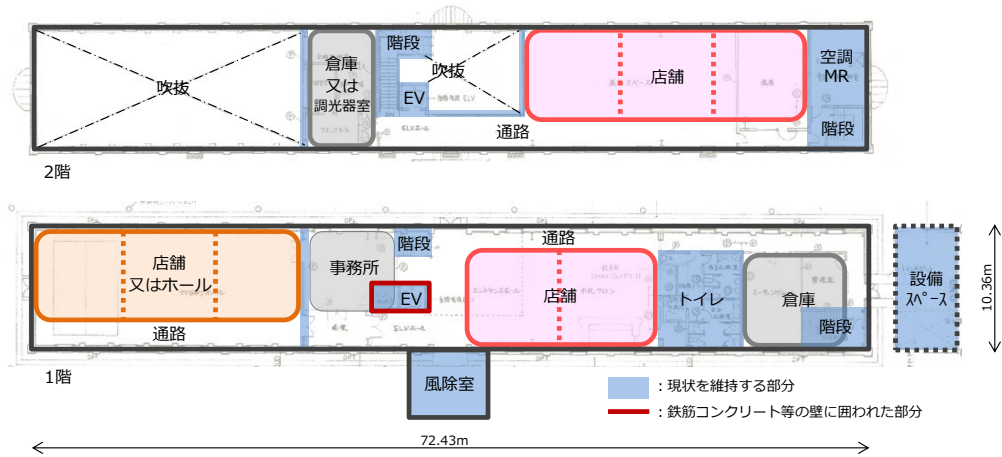 吹抜
倉庫
又は
調光器室
階段
EV
吹抜
店舗
空調
MR
階段
通路
2階
店舗
又はホール
通路
事務所
階段
EV
通路
店舗
トイレ
倉庫
階段
設備
スペース
10.36m
1階
風除室
：現状を維持する部分
：鉄筋コンクリート等の壁に囲われた部分
72.43m